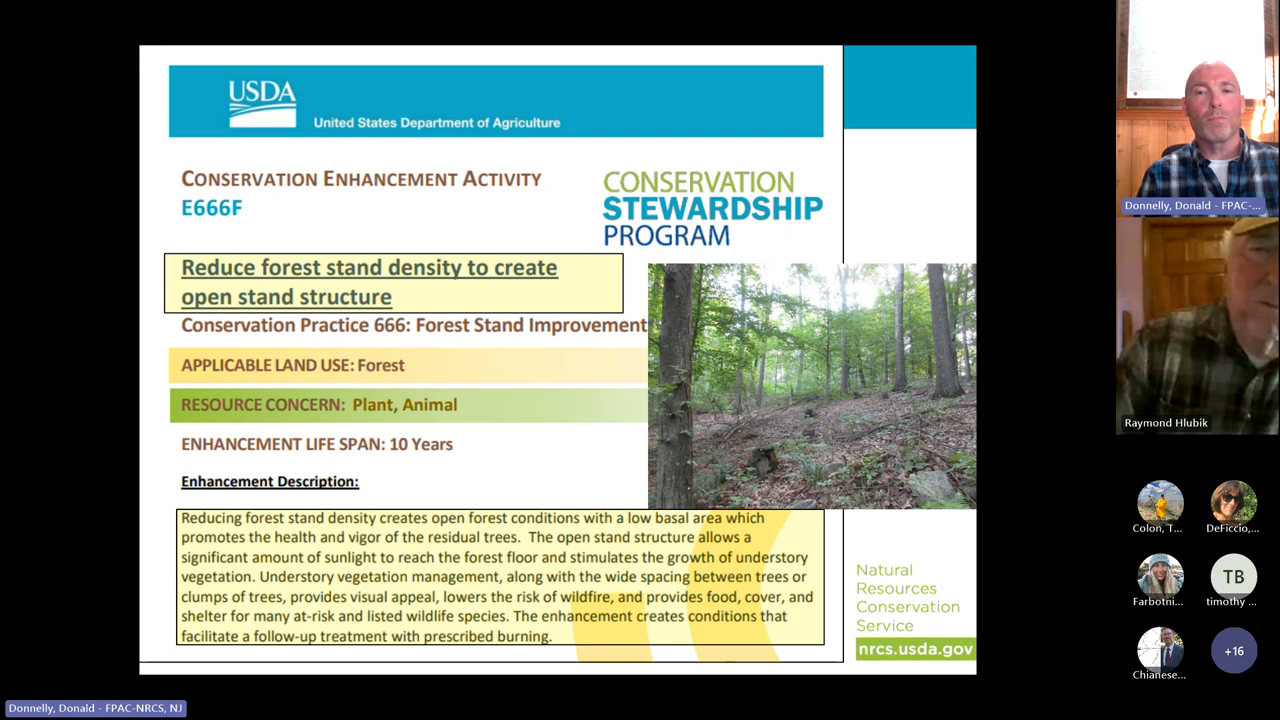 USDA
United States Department of Agriculture
CONSERVATION ENHANCEMENT ACTIVITY
E666F
CONSERVATION
STEWARDSHIP
PROGRAM
Reduce forest stand density to create
open stand structure
Conservation Practice 666: Forest Stand Improvement
APPLICABLE LAND USE: Forest
RESOURCE CONCERN: Plant, Animal
ENHANCEMENT LIFE SPAN: 10 Years
Enhancement Description:
Reducing forest stand density creates open forest conditions with a low basal area which
promotes the health and vigor of the residual trees. The open stand structure allows a
significant amount of sunlight to reach the forest floor and stimulates the growth of understory
vegetation. Understory vegetation management, along with the wide spacing between trees or
clumps of trees, provides visual appeal, lowers the risk of wildfire, and provides food, cover, and
shelter for many at-risk and listed wildlife species. The enhancement creates conditions that
facilitate a follow-up treatment with prescribed burning.
Natural
Resources
Conservation
Service
nrcs.usda.gov
Donnelly, Donald - FPAC-...
Raymond Hlubik
Colon, T...
DeFiccio,...
Farbotni...
TB
timothy ...
Chianese...
+16
Donnelly, Donald - FPAC-NRCS, NJ